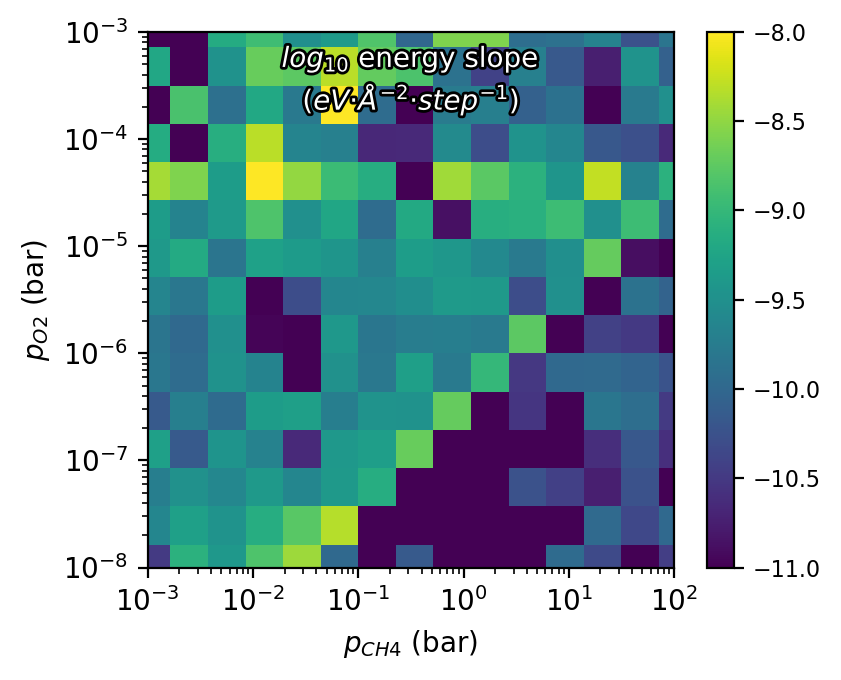 log₁₀ energy slope
(eV·Å⁻²·step⁻¹)
10⁻³
10⁻⁴
10⁻⁵
10⁻⁶
10⁻⁷
10⁻⁸
p_O2 (bar)
10⁻³ 10⁻² 10⁻¹ 10⁰ 10¹ 10²
p_CH4 (bar)
−8.0
−8.5
−9.0
−9.5
−10.0
−10.5
−11.0